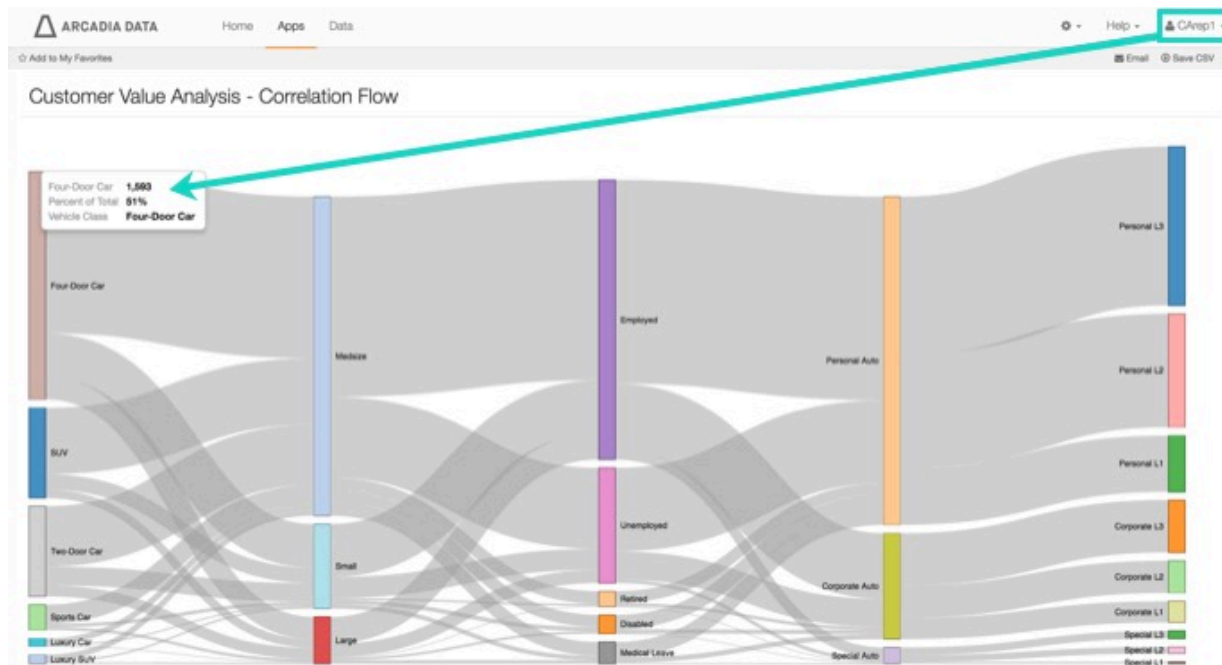 ARCADIA DATA Home Apps Data Help CArep1
Add to My Favorites Email Save CSV
Customer Value Analysis - Correlation Flow
Four-Door Car 1,593
Percent of Total 51%
Vehicle Class Four-Door Car
Four-Door Car
SUV
Two-Door Car
Sports Car
Luxury Car
Luxury SUV
Medsize
Small
Large
Employed
Unemployed
Retired
Disabled
Medical Leave
Personal Auto
Corporate Auto
Special Auto
Personal L3
Personal L2
Personal L1
Corporate L3
Corporate L2
Corporate L1
Special L3
Special L2
Special L1